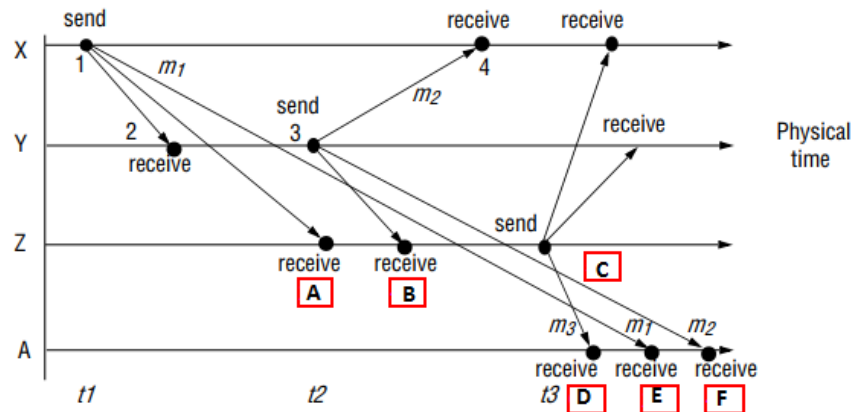 send
receive
receive
X
1
m1
4
send
m2
2
3
receive
Y
receive
Physical
time
send
Z
receive
receive
C
A
B
m3
m1
m2
A
receive
receive
receive
t1
t2
t3
D
E
F